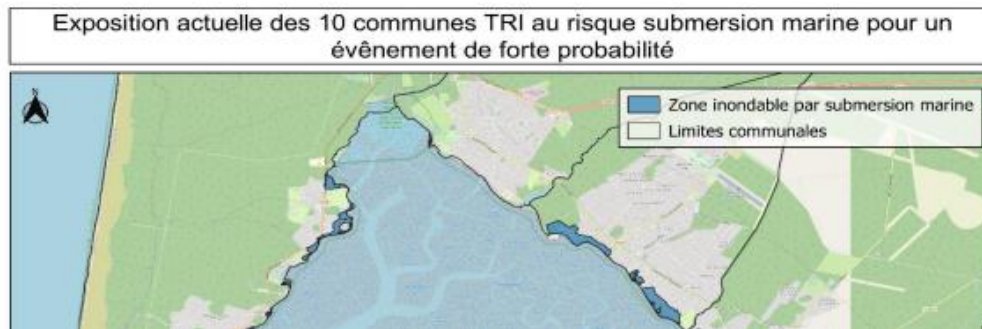 Exposition actuelle des 10 communes TRI au risque submersion marine pour un
évênement de forte probabilité
N
Zone inondable par submersion marine
Limites communales